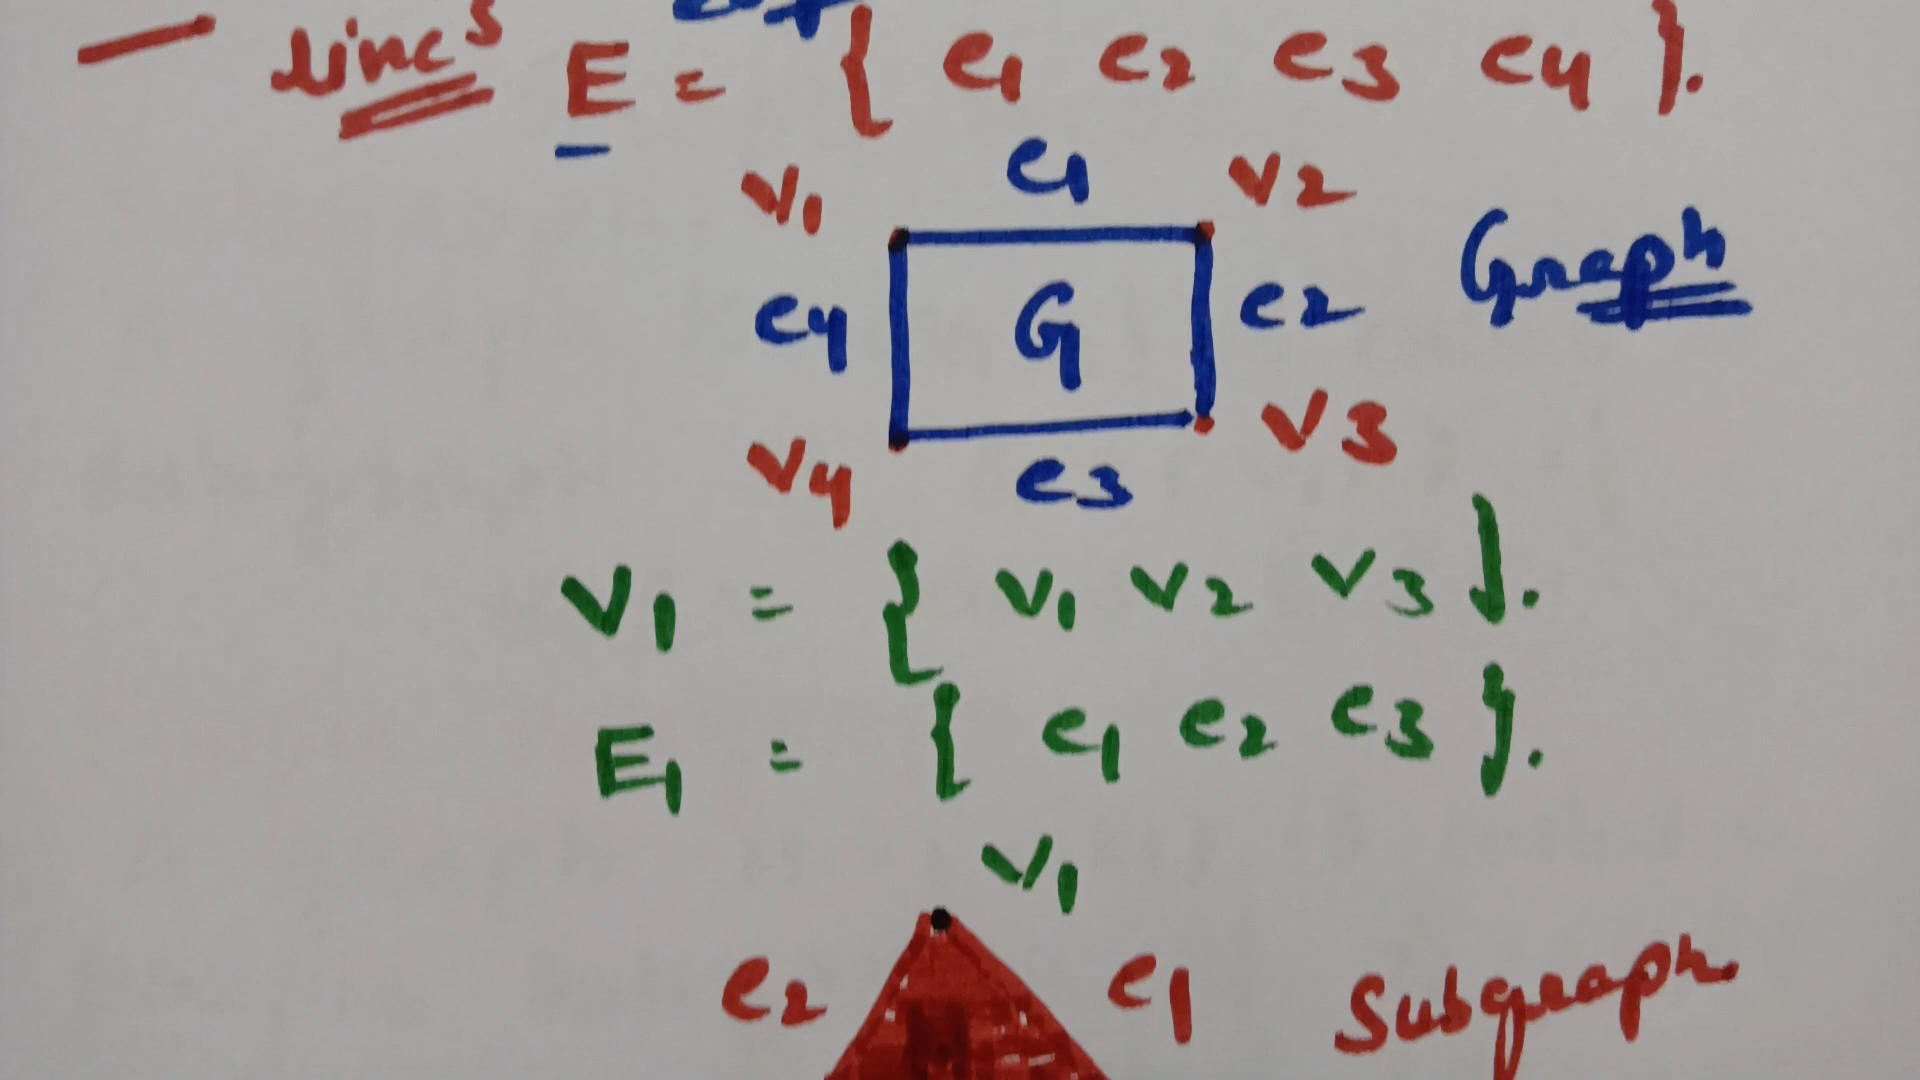 lines E = { e1 e2 e3 e4 }.
v1 e1 v2
e4 G e2 Graph
v4 e3 v3
V1 = { v1 v2 v3 }.
E1 = { e1 e2 e3 }.
v1
e2 e1 Subgraph